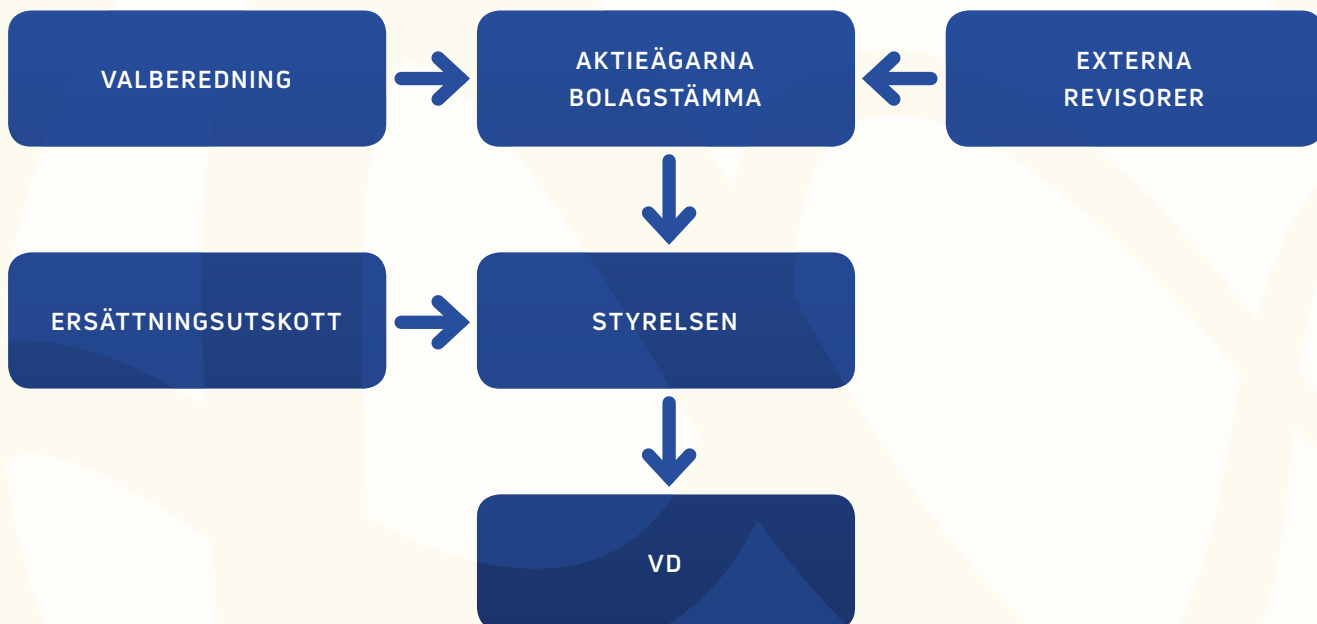 VALBEREDNING
AKTIEÄGARNA
BOLAGSTÄMMA
EXTERNA
REVISORER
ERSÄTTNINGSUTSKOTT
STYRELSEN
VD